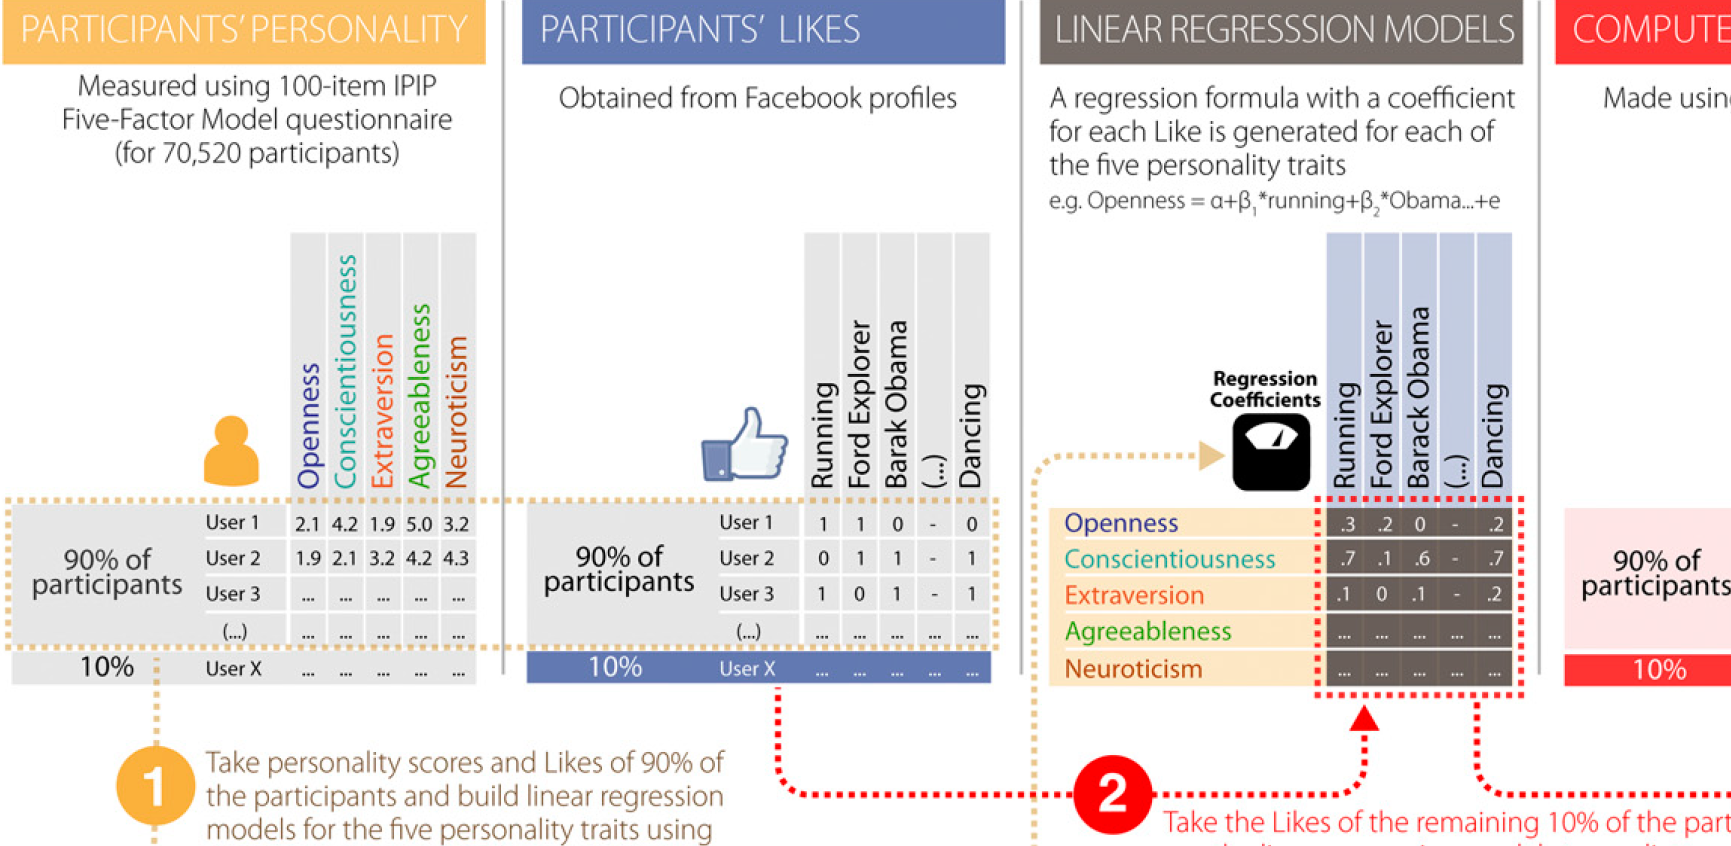 PARTICIPANTS' PERSONALITY
Measured using 100-item IPIP
Five-Factor Model questionnaire
(for 70,520 participants)
Openness
Conscientiousness
Extraversion
Agreeableness
Neuroticism
90% of
participants
User 1 2.1 4.2 1.9 5.0 3.2
User 2 1.9 2.1 3.2 4.2 4.3
User 3 ... ... ... ... ...
(...) ... ... ... ... ...
10% User X ... ... ... ... ...
PARTICIPANTS' LIKES
Obtained from Facebook profiles
Running
Ford Explorer
Barak Obama
(...)
Dancing
90% of
participants
User 1 1 1 0 - 0
User 2 0 1 1 - 1
User 3 1 0 1 - 1
(...) ... ... ... ... ...
10% User X ... ... ... ... ...
LINEAR REGRESSSION MODELS
A regression formula with a coefficient
for each Like is generated for each of
the five personality traits
e.g. Openness = α+β₁*running+β₂*Obama...+e
Regression
Coefficients
Running
Ford Explorer
Barack Obama
(...)
Dancing
Openness .3 .2 0 - .2
Conscientiousness .7 .1 .6 - .7
Extraversion .1 0 .1 - .2
Agreeableness ... ... ... ... ...
Neuroticism ... ... ... ... ...
COMPUTE
Made usin
90% of
participants
10%
1
Take personality scores and Likes of 90% of
the participants and build linear regression
models for the five personality traits using
2
Take the Likes of the remaining 10% of the part